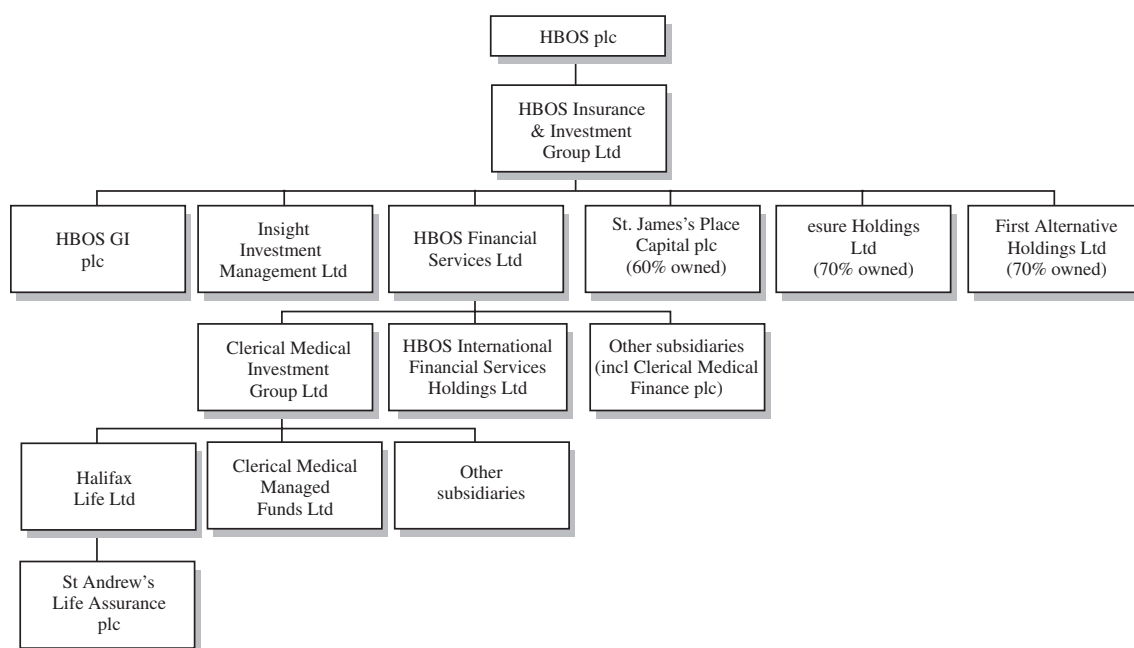 HBOS plc
HBOS Insurance
& Investment
Group Ltd
HBOS GI
plc
Insight
Investment
Management Ltd
HBOS Financial
Services Ltd
St. James's Place
Capital plc
(60% owned)
esure Holdings
Ltd
(70% owned)
First Alternative
Holdings Ltd
(70% owned)
Clerical Medical
Investment
Group Ltd
HBOS International
Financial Services
Holdings Ltd
Other subsidiaries
(incl Clerical Medical
Finance plc)
Halifax
Life Ltd
Clerical Medical
Managed
Funds Ltd
Other
subsidiaries
St Andrew's
Life Assurance
plc